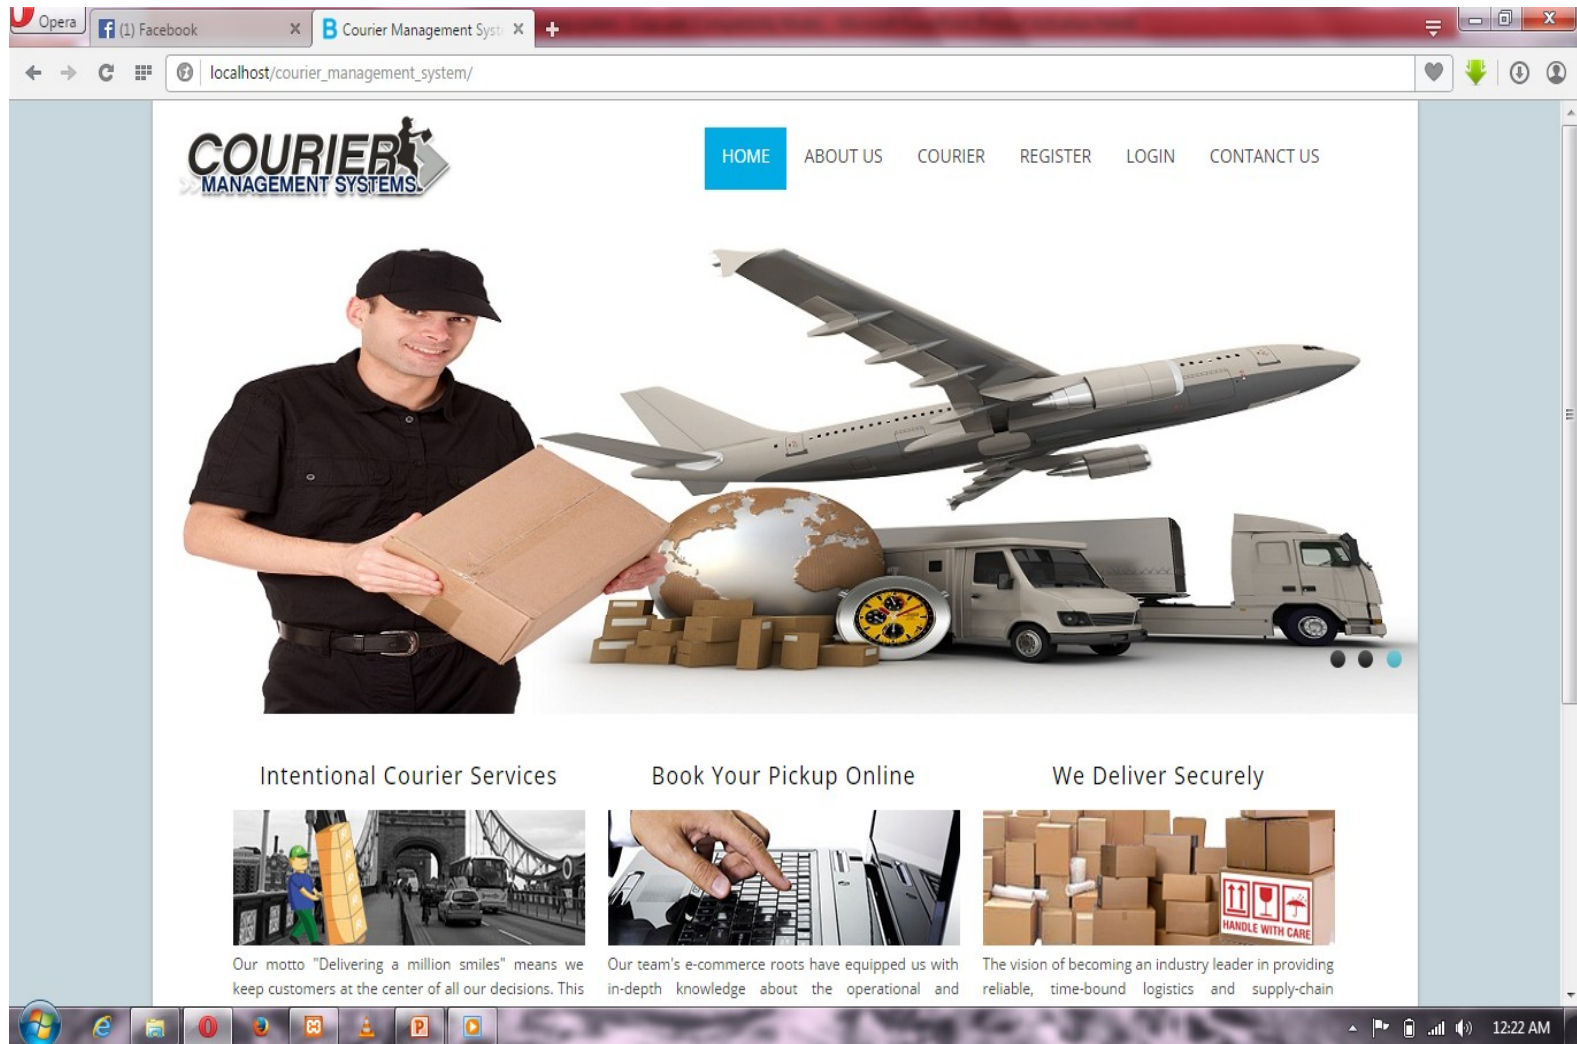 Opera
(1) Facebook
Courier Management Syst
localhost/courier_management_system/
COURIER
MANAGEMENT SYSTEMS
HOME
ABOUT US
COURIER
REGISTER
LOGIN
CONTANCT US
Intentional Courier Services
Book Your Pickup Online
We Deliver Securely
HANDLE WITH CARE
Our motto "Delivering a million smiles" means we
keep customers at the center of all our decisions. This
Our team's e-commerce roots have equipped us with
in-depth knowledge about the operational and
The vision of becoming an industry leader in providing
reliable, time-bound logistics and supply-chain
12:22 AM